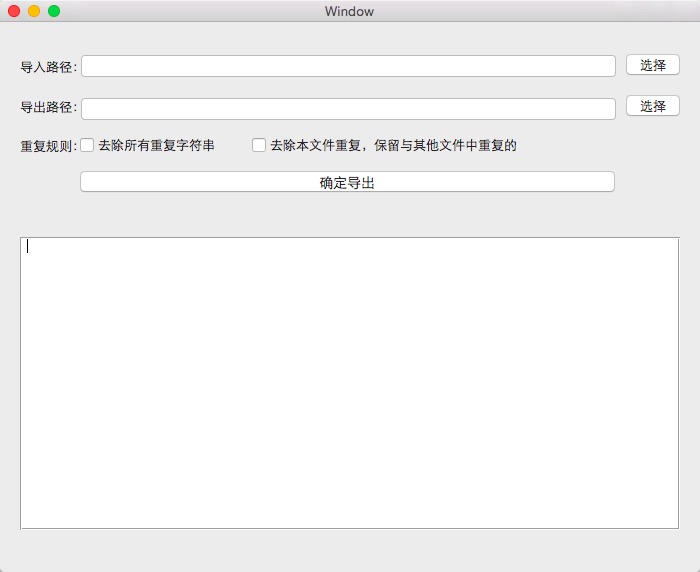 Window
导入路径: 选择
导出路径: 选择
重复规则: 去除所有重复字符串 去除本文件重复，保留与其他文件中重复的
确定导出